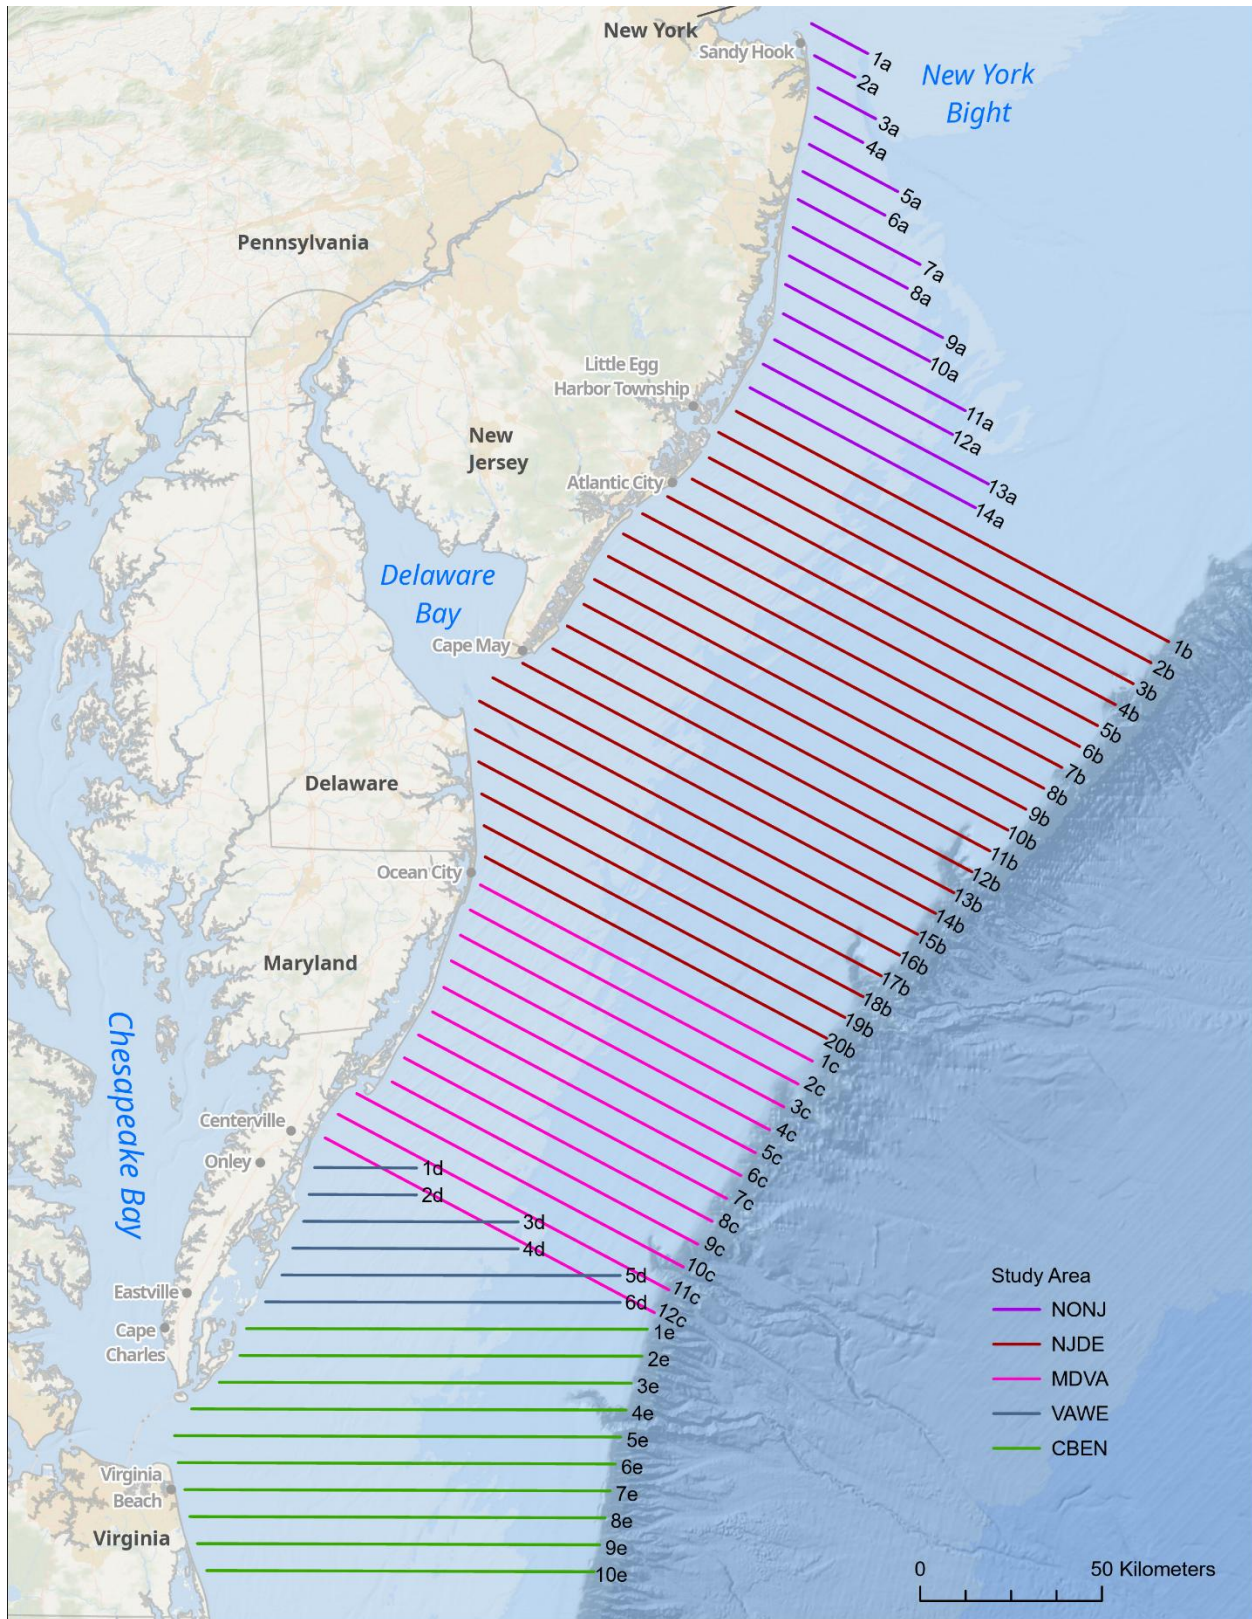 New York
Sandy Hook
1a
2a
New York
Bight
3a
4a
5a
6a
Pennsylvania
7a
8a
9a
10a
Little Egg
Harbor Township
11a
12a
New
Jersey
Atlantic City
13a
14a
Delaware
Bay
Cape May
1b
2b
3b
4b
5b
6b
7b
8b
9b
10b
11b
12b
13b
14b
15b
16b
17b
18b
19b
20b
Delaware
Ocean City
Maryland
Chesapeake Bay
1c
2c
3c
4c
5c
6c
7c
8c
9c
10c
11c
12c
Centerville
Onley
1d
2d
3d
4d
5d
6d
Eastville
Cape
Charles
1e
2e
3e
4e
5e
6e
7e
8e
9e
10e
Virginia
Beach
Virginia
Study Area
NONJ
NJDE
MDVA
VAWE
CBEN
0 50 Kilometers